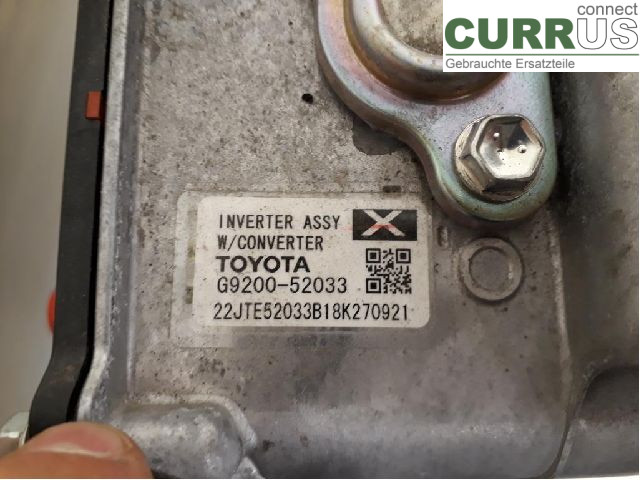 connect
CURRUS
Gebrauchte Ersatzteile
INVERTER ASSY
W/CONVERTER
TOYOTA
G9200-52033
22JTE52033B18K270921